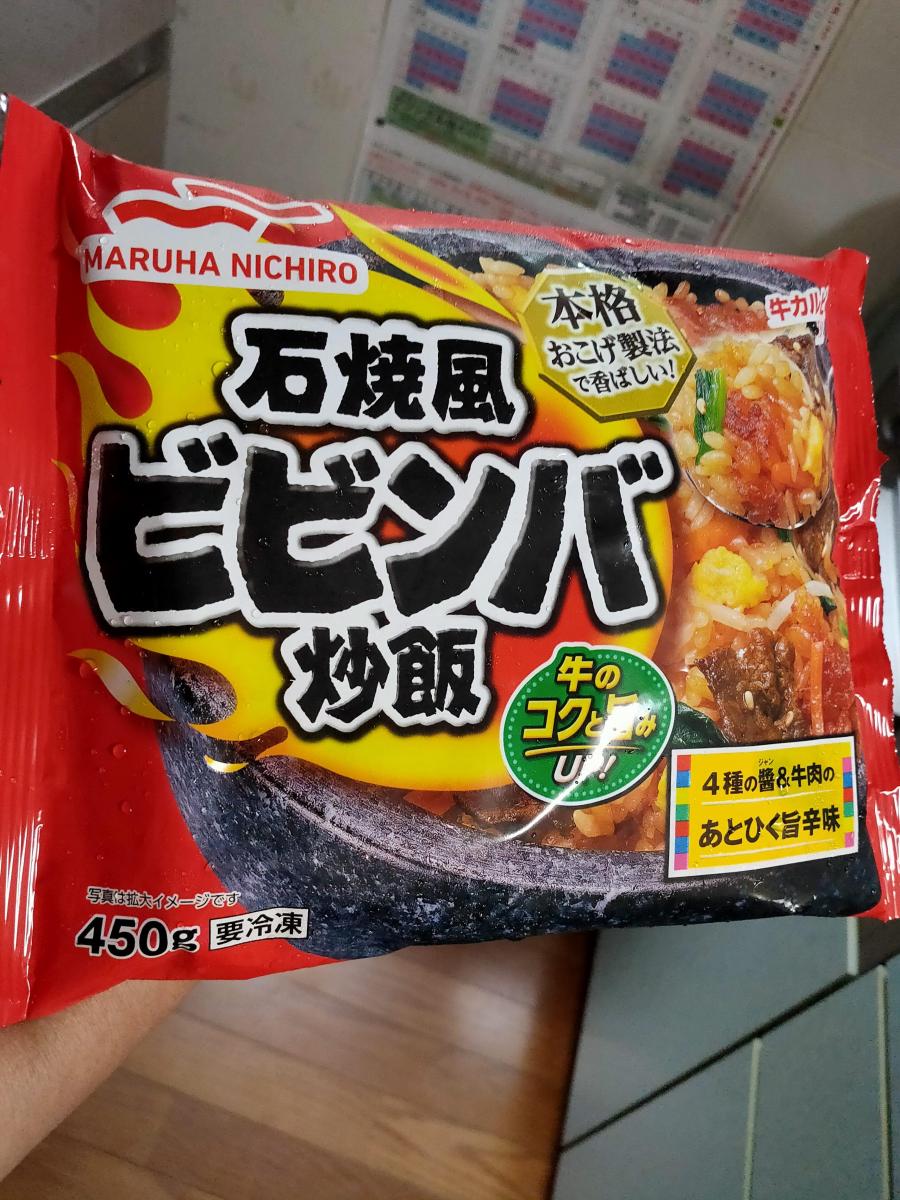 MARUHA NICHIRO
石焼風
ビビンバ
炒飯
本格
おこげ製法
で香ばしい!
牛カル
牛の
コクと旨み
UP!
ジャン
4種の醬&牛肉の
あとひく旨辛味
写真は拡大イメージです
450g 要冷凍